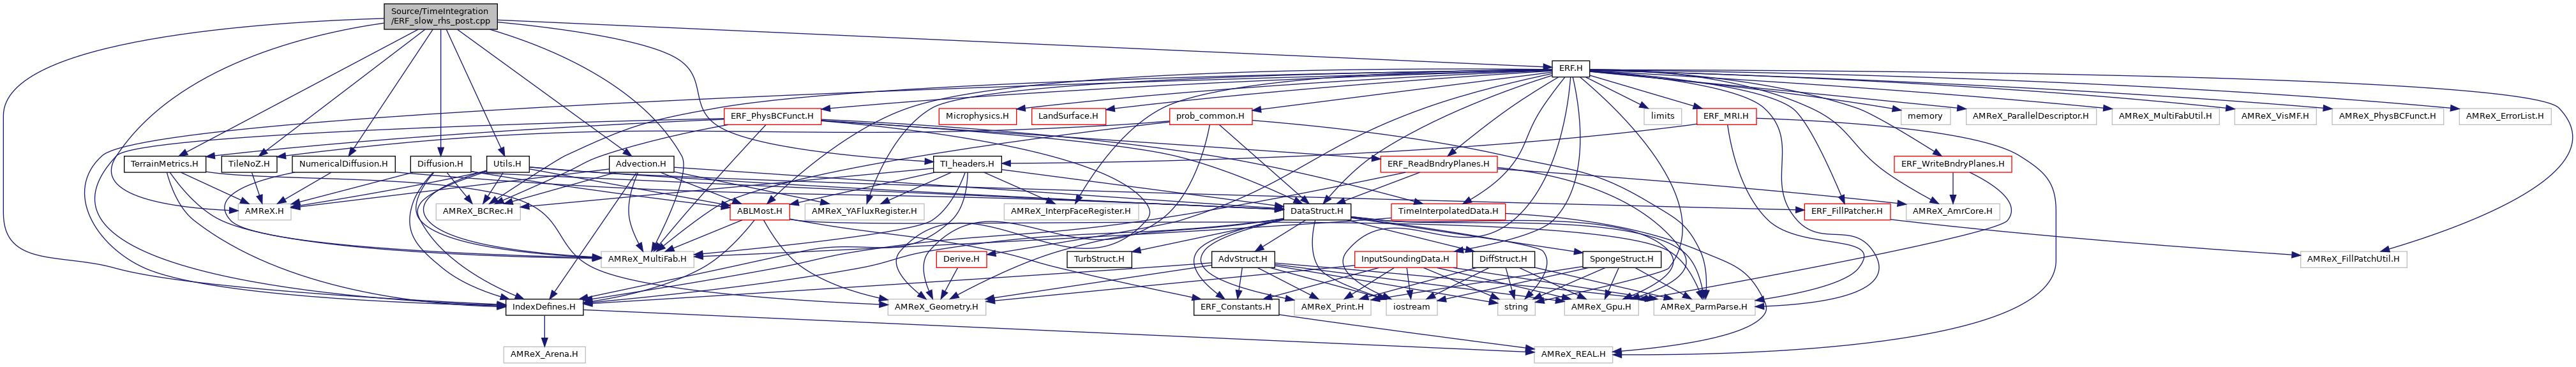 Source/TimeIntegration
/ERF_slow_rhs_post.cpp
ERF.H
ERF_PhysBCFunct.H
Microphysics.H
LandSurface.H
prob_common.H
limits
ERF_MRI.H
memory
AMReX_ParallelDescriptor.H
AMReX_MultiFabUtil.H
AMReX_VisMF.H
AMReX_PhysBCFunct.H
AMReX_ErrorList.H
TerrainMetrics.H
TileNoZ.H
NumericalDiffusion.H
Diffusion.H
Utils.H
Advection.H
TI_headers.H
ERF_ReadBndryPlanes.H
ERF_WriteBndryPlanes.H
AMReX.H
AMReX_BCRec.H
ABLMost.H
AMReX_YAFluxRegister.H
AMReX_InterpFaceRegister.H
DataStruct.H
TimeInterpolatedData.H
ERF_FillPatcher.H
AMReX_AmrCore.H
AMReX_MultiFab.H
Derive.H
TurbStruct.H
AdvStruct.H
InputSoundingData.H
DiffStruct.H
SpongeStruct.H
AMReX_FillPatchUtil.H
IndexDefines.H
AMReX_Geometry.H
ERF_Constants.H
AMReX_Print.H
iostream
string
AMReX_Gpu.H
AMReX_ParmParse.H
AMReX_Arena.H
AMReX_REAL.H